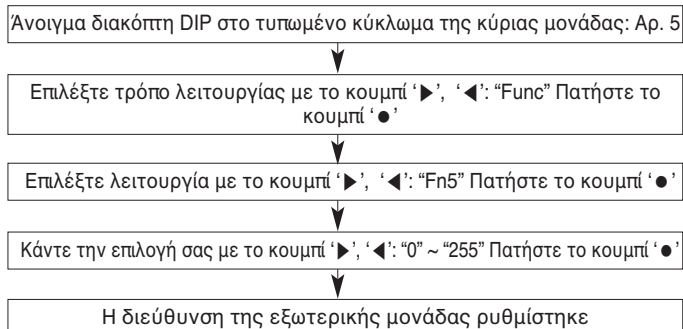 Άνοιγμα διακόπτη DIP στο τυπωμένο κύκλωμα της κύριας μονάδας: Αρ. 5
Επιλέξτε τρόπο λειτουργίας με το κουμπί ‘▶’, ‘◀’: “Func” Πατήστε το
κουμπί ‘●’
Επιλέξτε λειτουργία με το κουμπί ‘▶’, ‘◀’: “Fn5” Πατήστε το κουμπί ‘●’
Κάντε την επιλογή σας με το κουμπί ‘▶’, ‘◀’: “0” ~ “255” Πατήστε το κουμπί ‘●’
Η διεύθυνση της εξωτερικής μονάδας ρυθμίστηκε